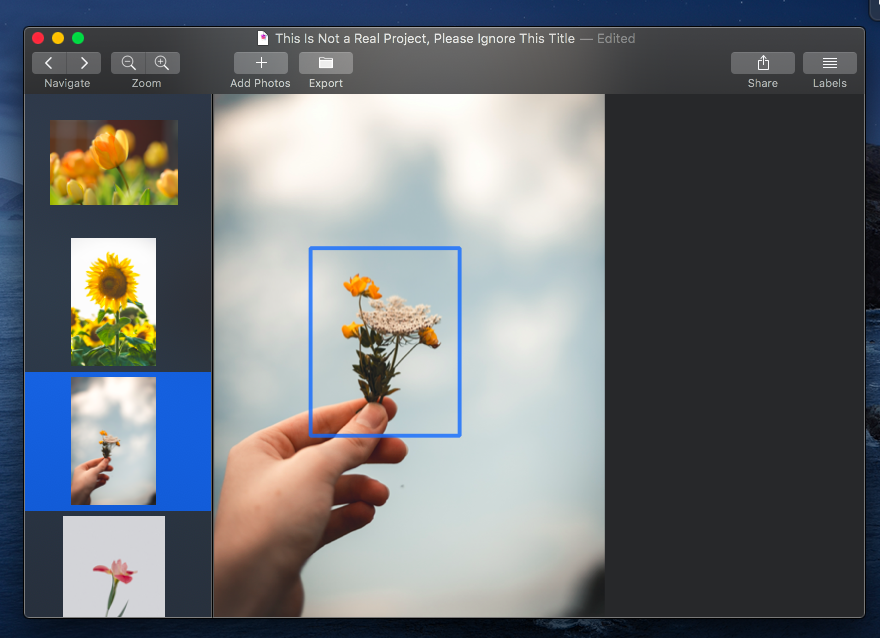 This Is Not a Real Project, Please Ignore This Title — Edited
Navigate
Zoom
Add Photos
Export
Share
Labels